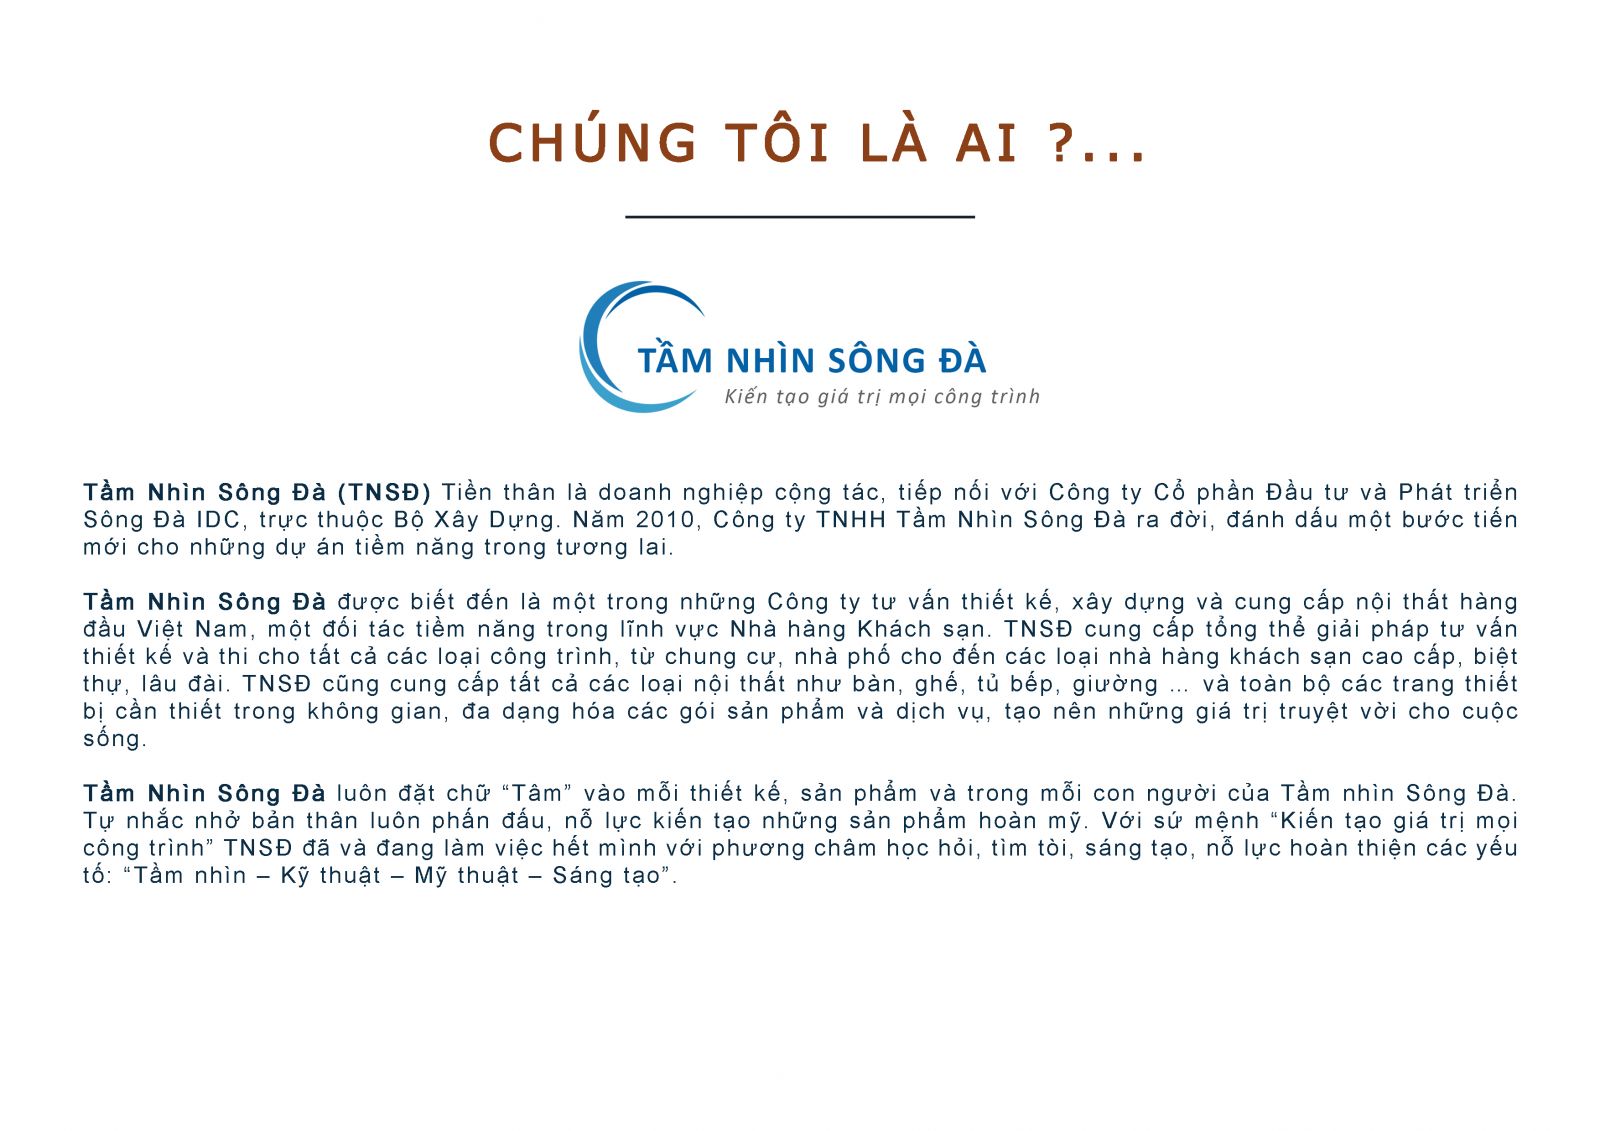 CHÚNG TÔI LÀ AI ?...
TẦM NHÌN SÔNG ĐÀ
Kiến tạo giá trị mọi công trình
Tầm Nhìn Sông Đà (TNSĐ) Tiền thân là doanh nghiệp cộng tác, tiếp nối với Công ty Cổ phần Đầu tư và Phát triển
Sông Đà IDC, trực thuộc Bộ Xây Dựng. Năm 2010, Công ty TNHH Tầm Nhìn Sông Đà ra đời, đánh dấu một bước tiến
mới cho những dự án tiềm năng trong tương lai.
Tầm Nhìn Sông Đà được biết đến là một trong những Công ty tư vấn thiết kế, xây dựng và cung cấp nội thất hàng
đầu Việt Nam, một đối tác tiềm năng trong lĩnh vực Nhà hàng Khách sạn. TNSĐ cung cấp tổng thể giải pháp tư vấn
thiết kế và thi cho tất cả các loại công trình, từ chung cư, nhà phố cho đến các loại nhà hàng khách sạn cao cấp, biệt
thự, lâu đài. TNSĐ cũng cung cấp tất cả các loại nội thất như bàn, ghế, tủ bếp, giường ... và toàn bộ các trang thiết
bị cần thiết trong không gian, đa dạng hóa các gói sản phẩm và dịch vụ, tạo nên những giá trị truyệt vời cho cuộc
sống.
Tầm Nhìn Sông Đà luôn đặt chữ “Tâm” vào mỗi thiết kế, sản phẩm và trong mỗi con người của Tầm nhìn Sông Đà.
Tự nhắc nhở bản thân luôn phấn đấu, nỗ lực kiến tạo những sản phẩm hoàn mỹ. Với sứ mệnh “Kiến tạo giá trị mọi
công trình” TNSĐ đã và đang làm việc hết mình với phương châm học hỏi, tìm tòi, sáng tạo, nỗ lực hoàn thiện các yếu
tố: “Tầm nhìn – Kỹ thuật – Mỹ thuật – Sáng tạo”.